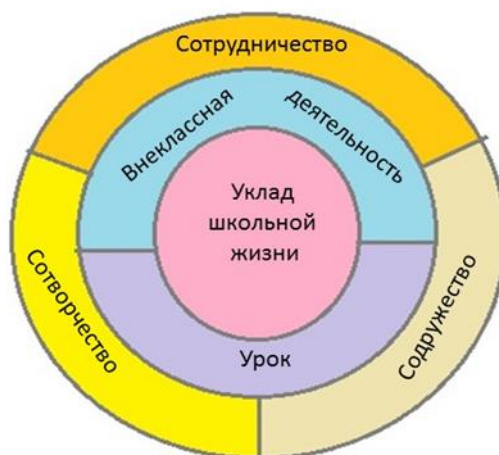 Сотрудничество
Внеклассная деятельность
Уклад
школьной
жизни
Сотворчество
Содружество
Урок